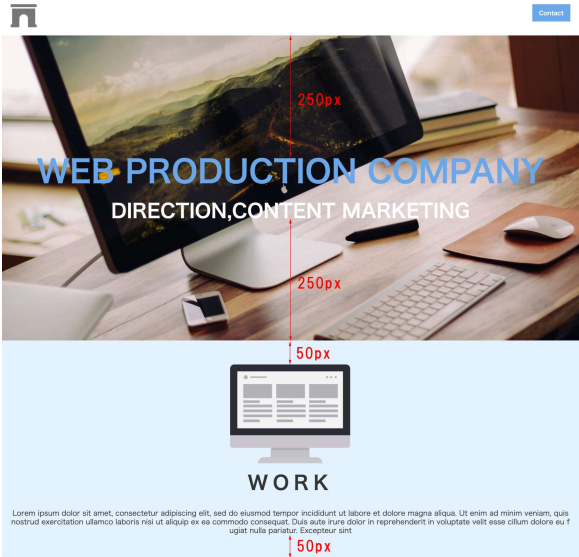 Contact
250px
WEB PRODUCTION COMPANY
DIRECTION,CONTENT MARKETING
250px
50px
WORK
Lorem ipsum dolor sit amet, consectetur adipiscing elit, sed do eiusmod tempor incididunt ut labore et dolore magna aliqua. Ut enim ad minim veniam, quis
nostrud exercitation ullamco laboris nisi ut aliquip ex ea commodo consequat. Duis aute irure dolor in reprehenderit in voluptate velit esse cillum dolore eu f
ugiat nulla pariatur. Excepteur sint
50px